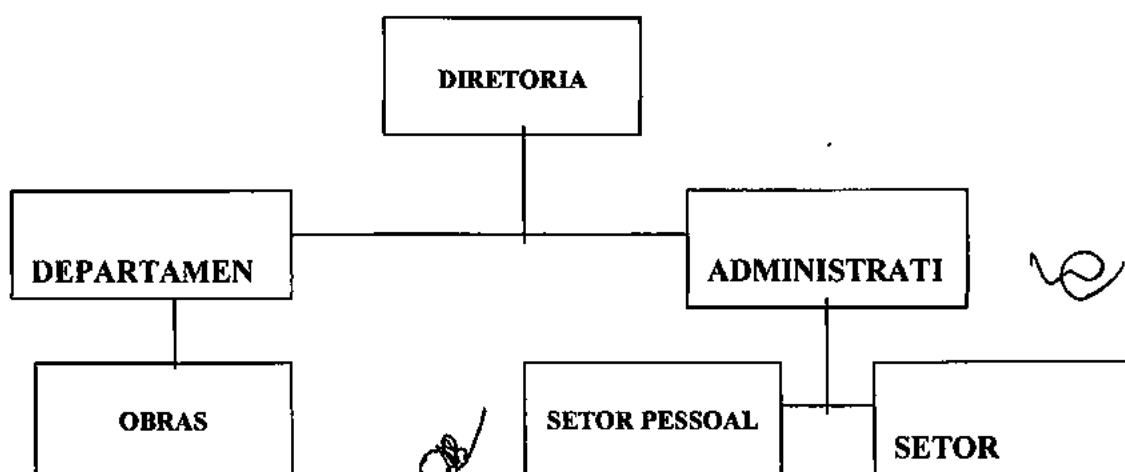 DIRETORIA
DEPARTAMEN
ADMINISTRATI
OBRAS
SETOR PESSOAL
SETOR